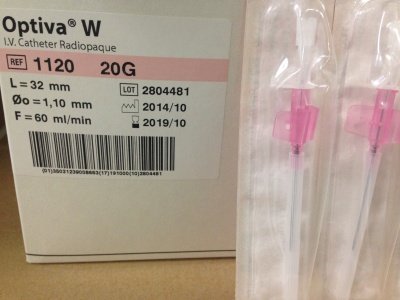 Optiva® W
I.V. Catheter Radiopaque
REF 1120 20G
L = 32 mm LOT 2804481
Øo = 1,10 mm 2014/10
F = 60 ml/min 2019/10